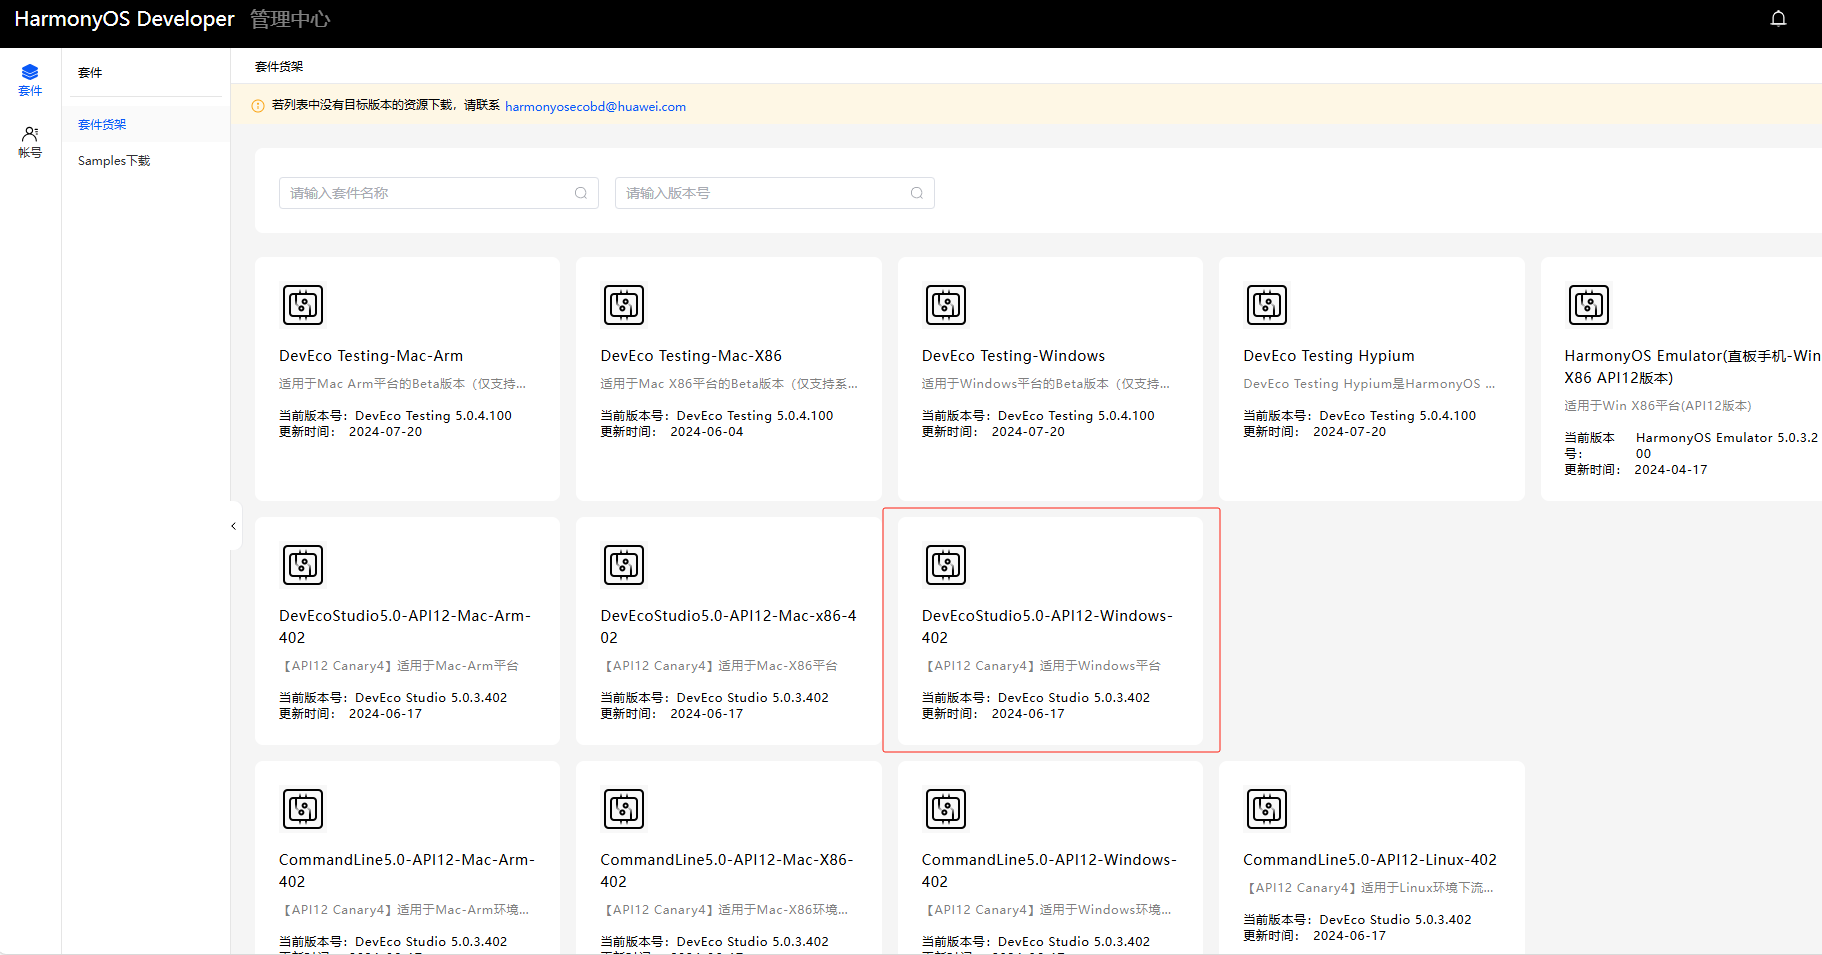 HarmonyOS Developer 管理中心
套件
帐号
套件
套件货架
Samples下载
套件货架
若列表中没有目标版本的资源下载，请联系 harmonyosecobd@huawei.com
请输入套件名称
请输入版本号
DevEco Testing-Mac-Arm
适用于Mac Arm平台的Beta版本（仅支持...
当前版本号： DevEco Testing 5.0.4.100
更新时间： 2024-07-20
DevEco Testing-Mac-X86
适用于Mac X86平台的Beta版本（仅支持系...
当前版本号： DevEco Testing 5.0.4.100
更新时间： 2024-06-04
DevEco Testing-Windows
适用于Windows平台的Beta版本（仅支持...
当前版本号： DevEco Testing 5.0.4.100
更新时间： 2024-07-20
DevEco Testing Hypium
DevEco Testing Hypium是HarmonyOS ...
当前版本号： DevEco Testing 5.0.4.100
更新时间： 2024-07-20
HarmonyOS Emulator(直板手机-Win
X86 API12版本)
适用于Win X86平台(API12版本)
当前版本 HarmonyOS Emulator 5.0.3.2
号： 00
更新时间： 2024-04-17
DevEcoStudio5.0-API12-Mac-Arm-
402
【API12 Canary4】适用于Mac-Arm平台
当前版本号： DevEco Studio 5.0.3.402
更新时间： 2024-06-17
DevEcoStudio5.0-API12-Mac-x86-4
02
【API12 Canary4】适用于Mac-X86平台
当前版本号： DevEco Studio 5.0.3.402
更新时间： 2024-06-17
DevEcoStudio5.0-API12-Windows-
402
【API12 Canary4】适用于Windows平台
当前版本号： DevEco Studio 5.0.3.402
更新时间： 2024-06-17
CommandLine5.0-API12-Mac-Arm-
402
【API12 Canary4】适用于Mac-Arm环境...
当前版本号： DevEco Studio 5.0.3.402
CommandLine5.0-API12-Mac-X86-
402
【API12 Canary4】适用于Mac-X86环境...
当前版本号： DevEco Studio 5.0.3.402
CommandLine5.0-API12-Windows-
402
【API12 Canary4】适用于Windows环境...
当前版本号： DevEco Studio 5.0.3.402
CommandLine5.0-API12-Linux-402
【API12 Canary4】适用于Linux环境下流...
当前版本号： DevEco Studio 5.0.3.402
更新时间： 2024-06-17